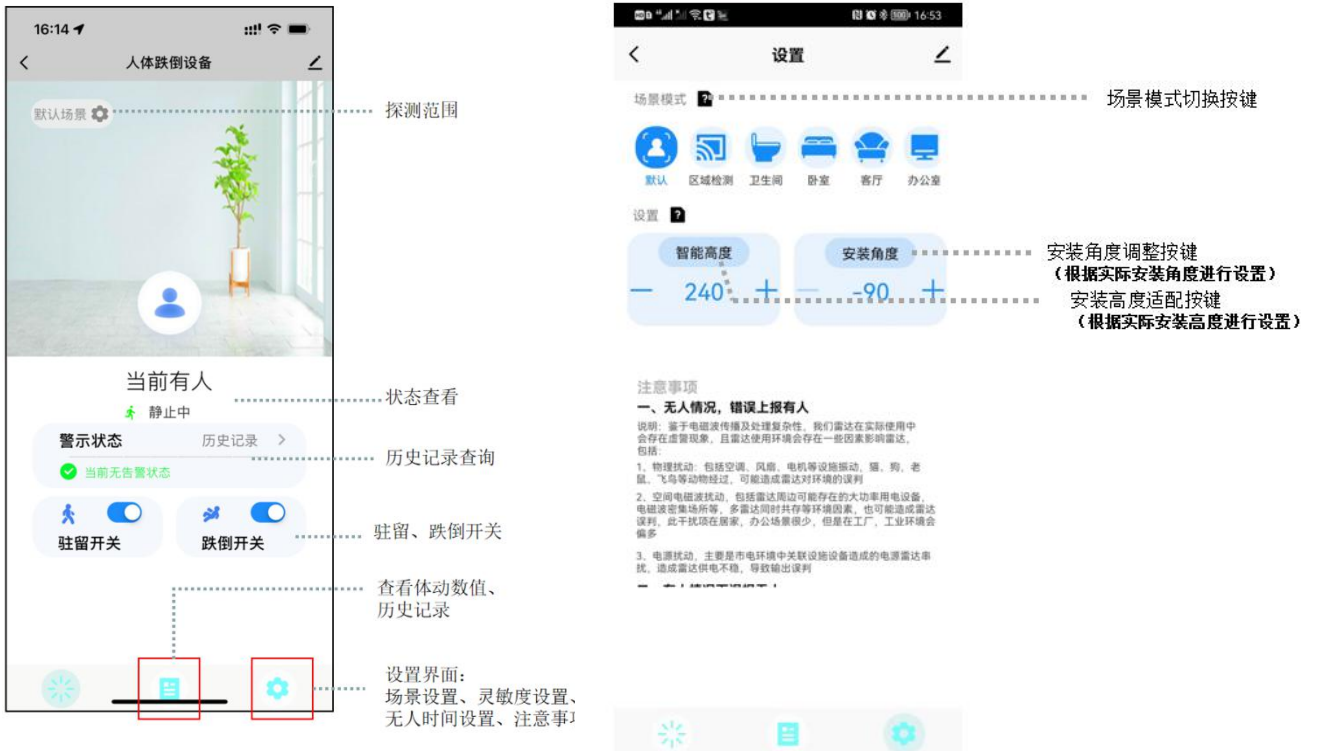 16:14
人体跌倒设备
默认场景
探测范围
当前有人
静止中
状态查看
警示状态
历史记录
历史记录查询
当前无告警状态
驻留开关
跌倒开关
驻留、跌倒开关
查看体动数值、
历史记录
设置界面：
场景设置、灵敏度设置、
无人时间设置、注意事
16:53
设置
场景模式
场景模式切换按键
默认
区域检测
卫生间
卧室
客厅
办公室
设置
智能高度
安装角度
240
-90
安装角度调整按键
（根据实际安装角度进行设置）
安装高度适配按键
（根据实际安装高度进行设置）
注意事项
一、无人情况，错误上报有人
说明：鉴于电磁波传播及处理复杂性，我们雷达在实际使用中
会存在虚警现象，且雷达使用环境会存在一些因素影响雷达，
包括：
1、物理扰动：包括空调、风扇、电机等设施振动，猫、狗、老
鼠、飞鸟等动物经过，可能造成雷达对环境的误判
2、空间电磁波扰动，包括雷达周边可能存在的大功率用电设备，
电磁波密集场所等，多雷达同时共存等环境因素，也可能造成雷达
误判，此干扰项在居家，办公场景很少，但是在工厂，工业环境会
偏多
3、电源扰动，主要是市电环境中关联设施设备造成的电源雷达串
扰，造成雷达供电不稳，导致输出误判